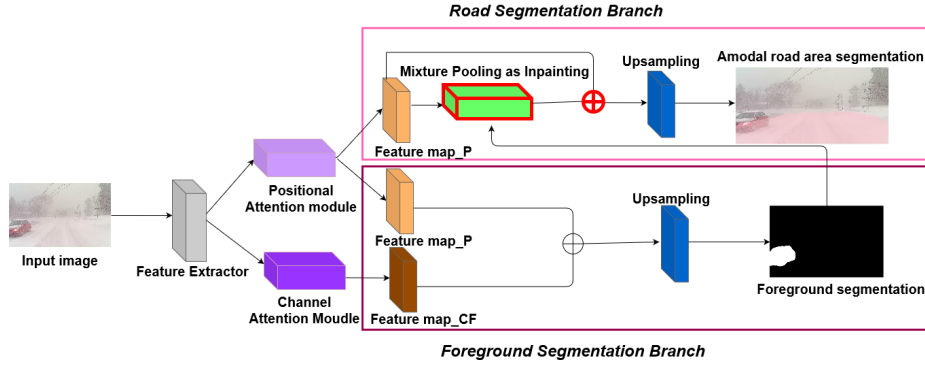 Road Segmentation Branch
Mixture Pooling as Inpainting
Upsampling
Amodal road area segmentation
Feature map_P
Positional
Attention module
Input image
Feature Extractor
Feature map_P
Upsampling
Channel
Attention Moudle
Feature map_CF
Foreground segmentation
Foreground Segmentation Branch